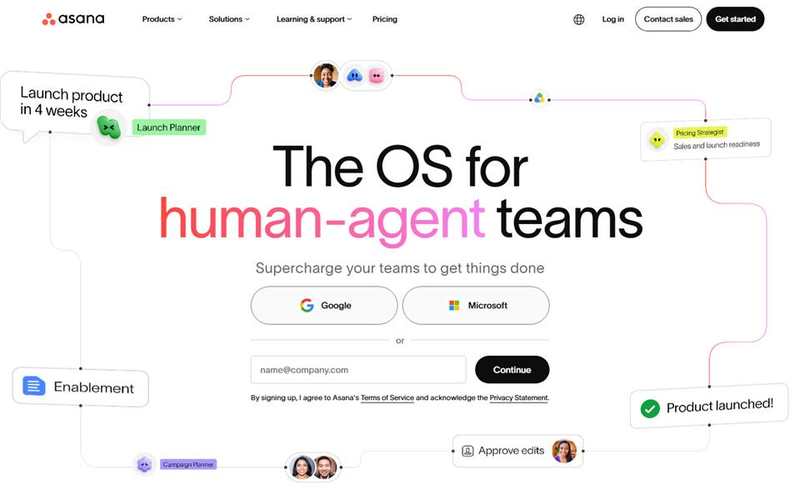 asana
Products
Solutions
Learning & support
Pricing
Log in
Contact sales
Get started
Launch product
in 4 weeks
Launch Planner
Pricing Strategist
Sales and launch readiness
The OS for
human-agent teams
Supercharge your teams to get things done
Google
Microsoft
or
name@company.com
Continue
By signing up, I agree to Asana's Terms of Service and acknowledge the Privacy Statement.
Enablement
Product launched!
Approve edits
Campaign Planner